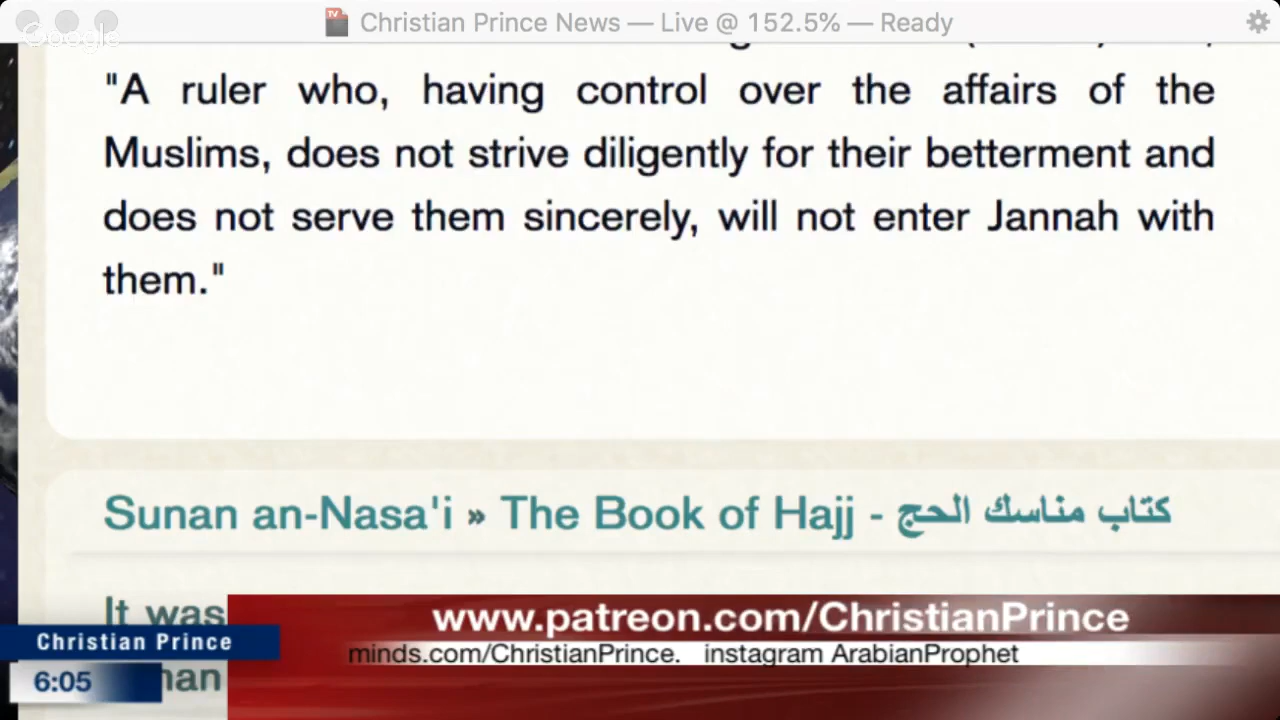 Christian Prince News — Live @ 152.5% — Ready
Google
"A ruler who, having control over the affairs of the
Muslims, does not strive diligently for their betterment and
does not serve them sincerely, will not enter Jannah with
them."
Sunan an-Nasa'i » The Book of Hajj - كتاب مناسك الحج
It was
www.patreon.com/ChristianPrince
Christian Prince
minds.com/ChristianPrince. instagram ArabianProphet
6:05